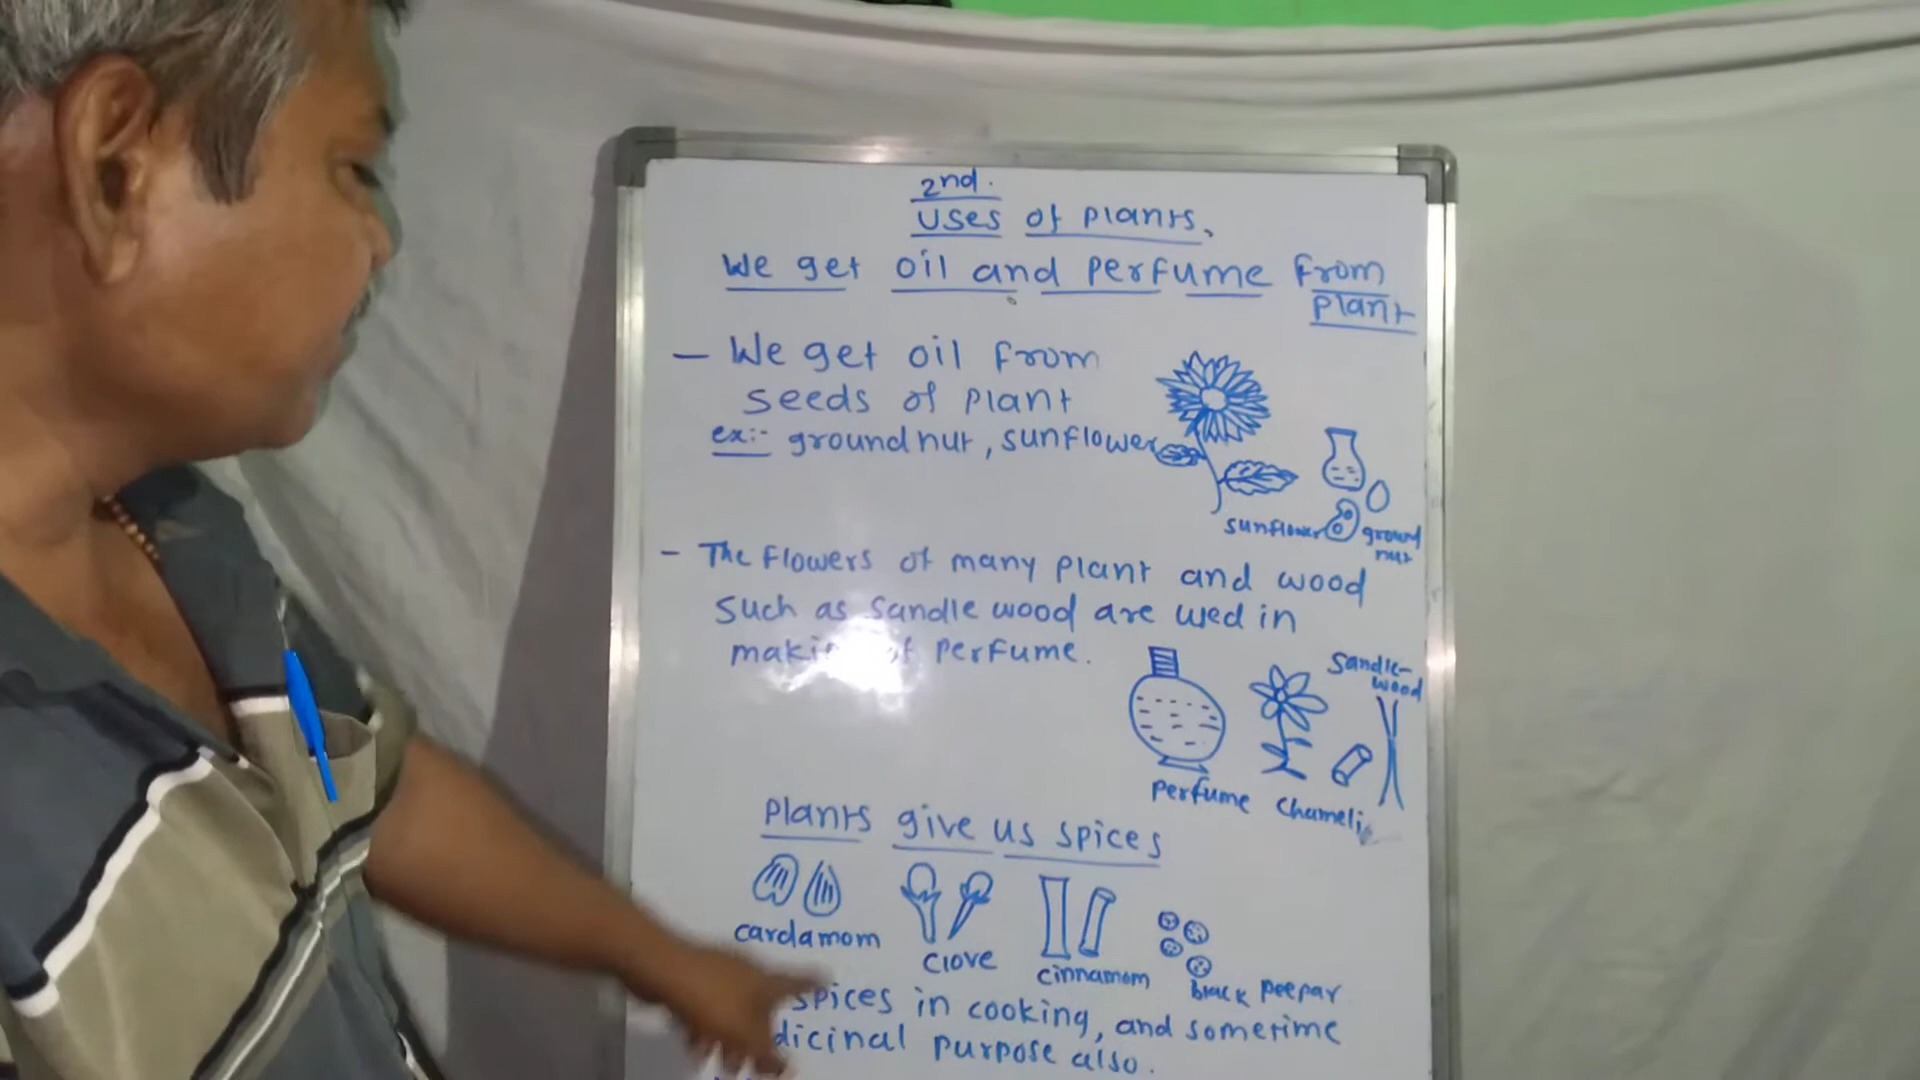 2nd.
Uses of plants,
We get oil and perfume from
plant
- We get oil from
seeds of plant
ex:- groundnut, sunflower
sunflower
ground
nut
- The flowers of many plant and wood
such as sandle wood are used in
making of perfume.
Sandle-
wood
perfume
Chameli
Plants give us spices
cardamom
clove
cinnamom
black peepar
spices in cooking, and sometime
dicinal purpose also.